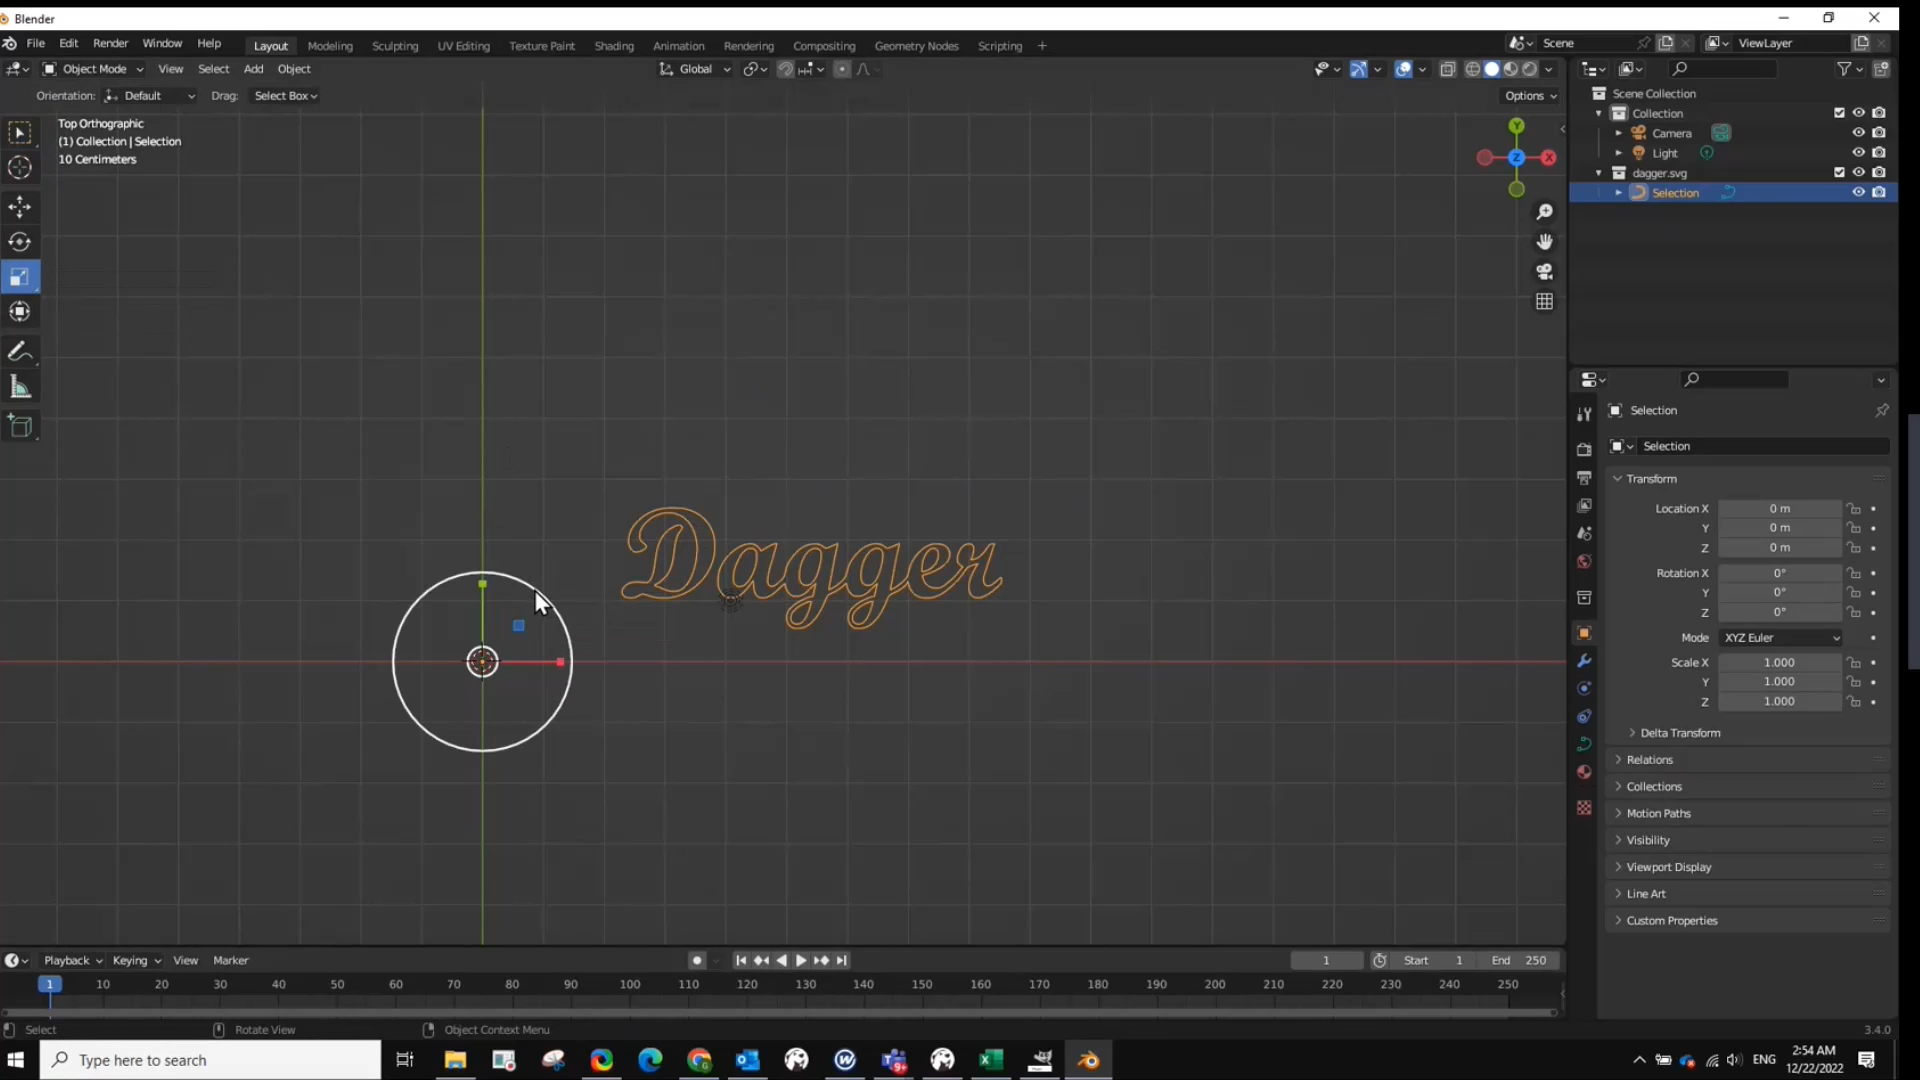 Blender
File Edit Render Window Help Layout Modeling Sculpting UV Editing Texture Paint Shading Animation Rendering Compositing Geometry Nodes Scripting + Scene ViewLayer
Object Mode View Select Add Object Global
Orientation: Default Drag: Select Box Options
Top Orthographic
(1) Collection | Selection
10 Centimeters
Y
Z X
Dagger
Scene Collection
Collection
Camera
Light
dagger.svg
Selection
Selection
Selection
Transform
Location X 0 m
Y 0 m
Z 0 m
Rotation X 0°
Y 0°
Z 0°
Mode XYZ Euler
Scale X 1.000
Y 1.000
Z 1.000
Delta Transform
Relations
Collections
Motion Paths
Visibility
Viewport Display
Line Art
Custom Properties
Playback Keying View Marker 1 Start 1 End 250
1 10 20 30 40 50 60 70 80 90 100 110 120 130 140 150 160 170 180 190 200 210 220 230 240 250
Select Rotate View Object Context Menu 3.4.0
Type here to search ENG 2:54 AM
12/22/2022